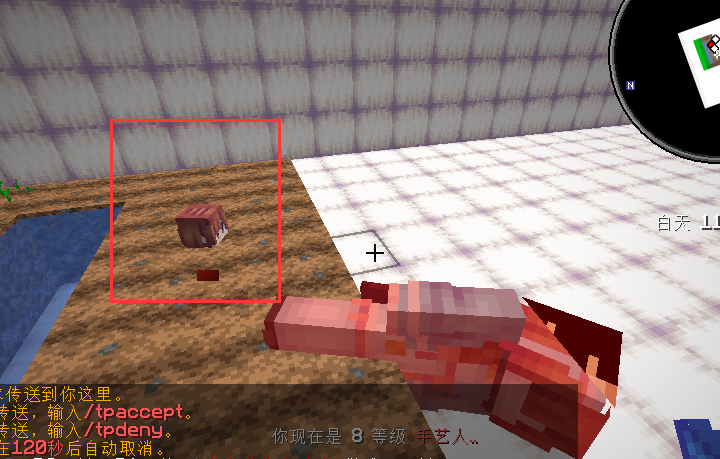 N
白天
传送到你这里。
传送，输入/tpaccept。
传送，输入/tpdeny。
在120秒后自动取消。
你现在是 8 等级 手艺人..